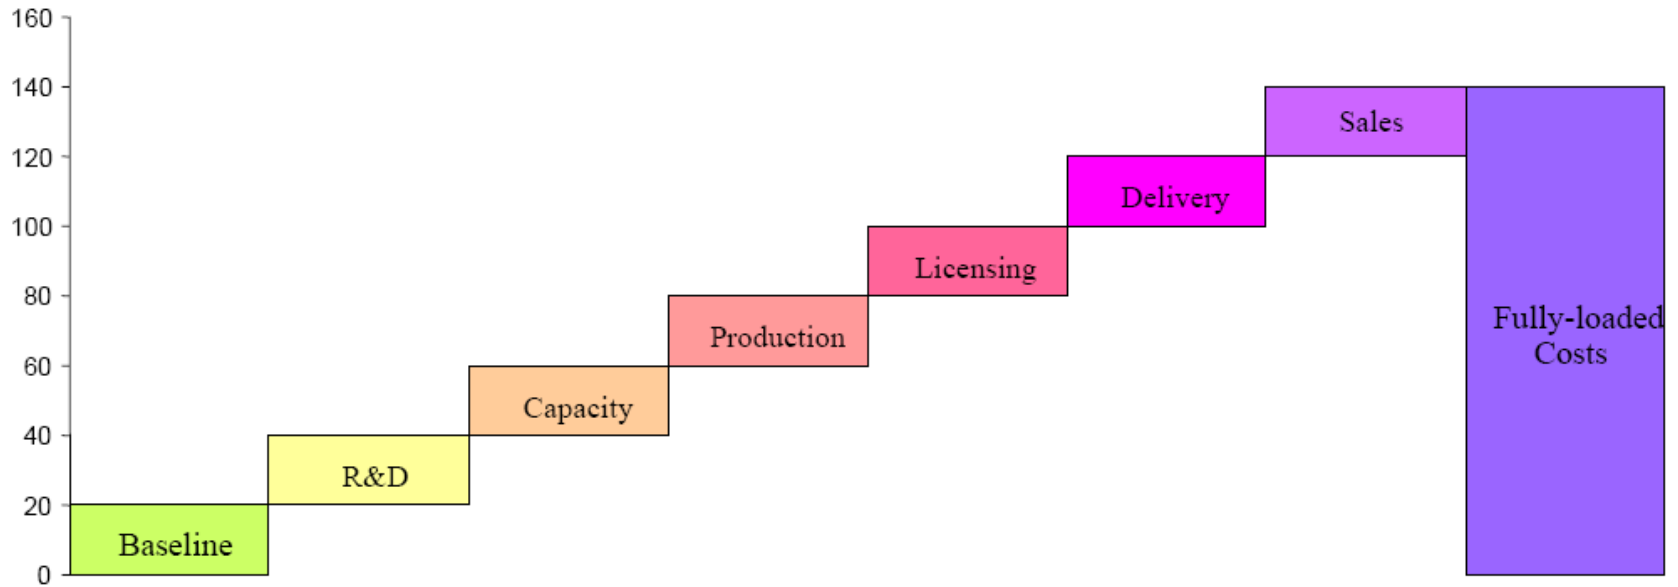 160
140
120
100
80
60
40
20
0
Sales
Delivery
Licensing
Production
Capacity
R&D
Baseline
Fully-loaded
Costs